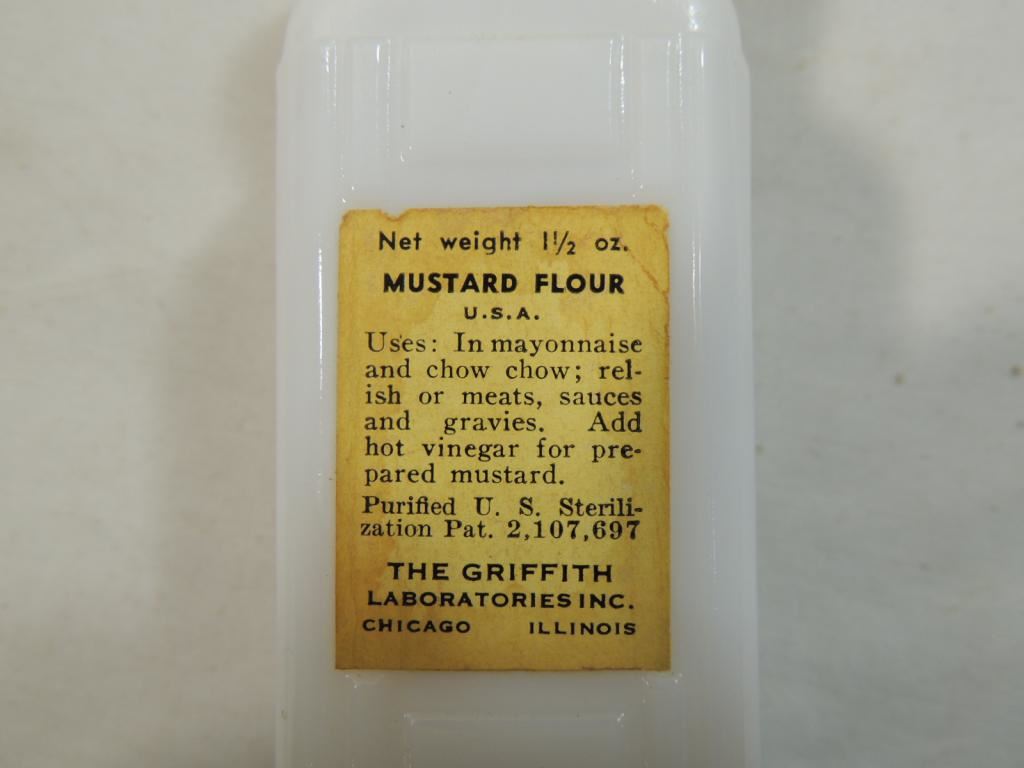 Net weight 1 1/2 oz.
MUSTARD FLOUR
U.S.A.
Uses: In mayonnaise
and chow chow; rel-
ish or meats, sauces
and gravies. Add
hot vinegar for pre-
pared mustard.
Purified U. S. Sterili-
zation Pat. 2,107,697
THE GRIFFITH
LABORATORIES INC.
CHICAGO ILLINOIS